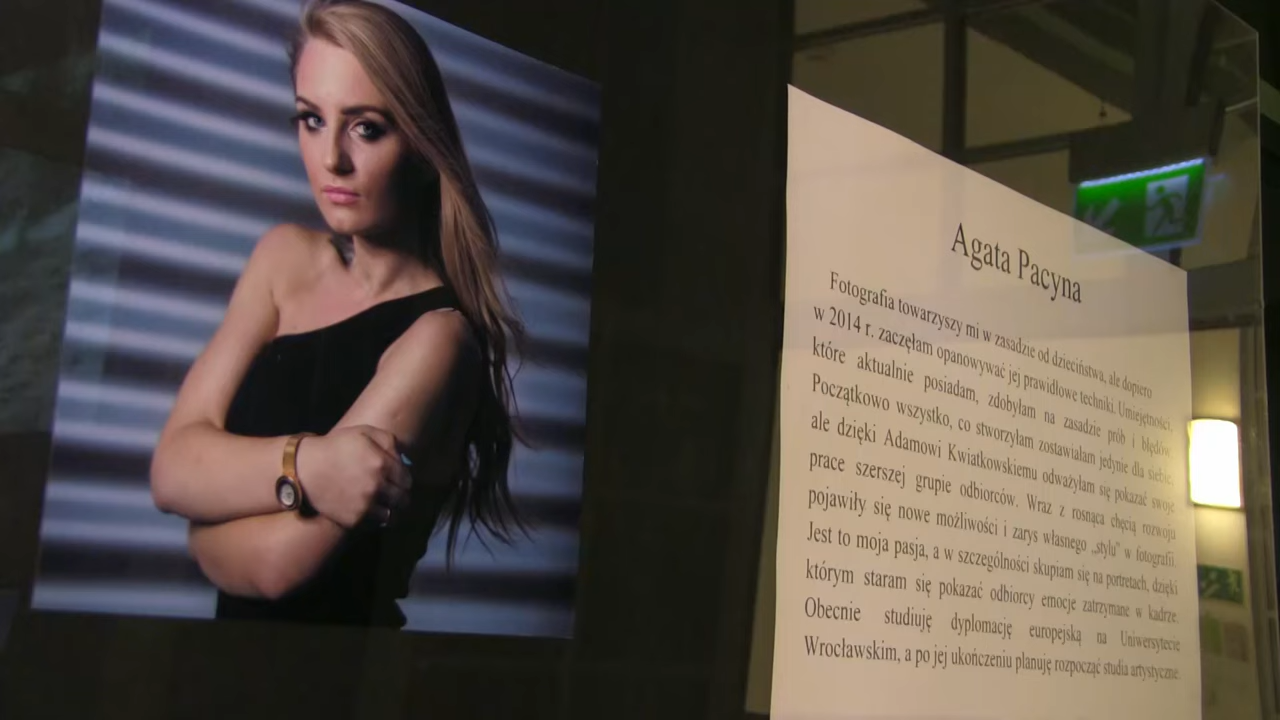 Agata Pacyna
Fotografia towarzyszy mi w zasadzie od dzieciństwa, ale dopiero
w 2014 r. zaczęłam opanowywać jej prawidłowe techniki. Umiejętności,
które aktualnie posiadam, zdobyłam na zasadzie prób i błędów.
Początkowo wszystko, co stworzyłam zostawiałam jedynie dla siebie,
ale dzięki Adamowi Kwiatkowskiemu odważyłam się pokazać swoje
prace szerszej grupie odbiorców. Wraz z rosnąca chęcią rozwoju
pojawiły się nowe możliwości i zarys własnego „stylu” w fotografii.
Jest to moja pasja, a w szczególności skupiam się na portretach, dzięki
którym staram się pokazać odbiorcy emocje zatrzymane w kadrze.
Obecnie studiuję dyplomację europejską na Uniwersytecie
Wrocławskim, a po jej ukończeniu planuję rozpocząć studia artystyczne.